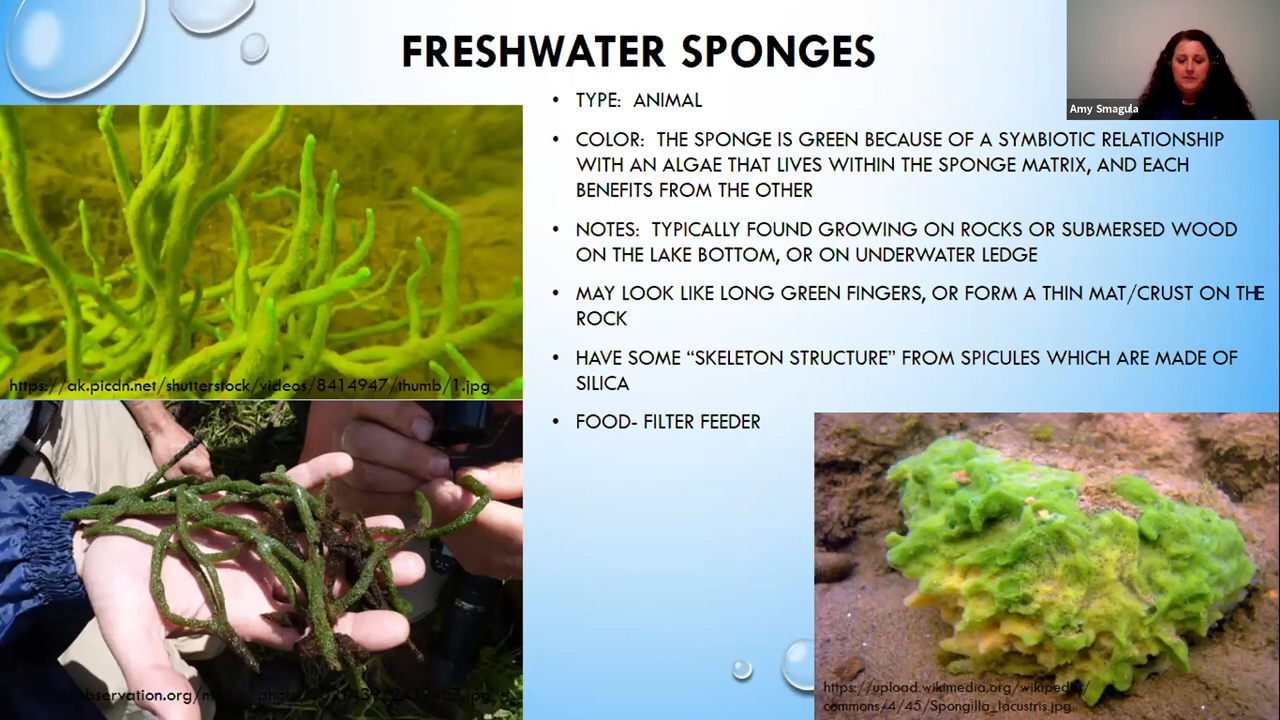 FRESHWATER SPONGES
Amy Smagula
• TYPE: ANIMAL
• COLOR: THE SPONGE IS GREEN BECAUSE OF A SYMBIOTIC RELATIONSHIP
WITH AN ALGAE THAT LIVES WITHIN THE SPONGE MATRIX, AND EACH
BENEFITS FROM THE OTHER
• NOTES: TYPICALLY FOUND GROWING ON ROCKS OR SUBMERSED WOOD
ON THE LAKE BOTTOM, OR ON UNDERWATER LEDGE
• MAY LOOK LIKE LONG GREEN FINGERS, OR FORM A THIN MAT/CRUST ON THE
ROCK
• HAVE SOME “SKELETON STRUCTURE” FROM SPICULES WHICH ARE MADE OF
SILICA
• FOOD- FILTER FEEDER
https://ak.picdn.net/shutterstock/videos/8414947/thumb/1.jpg
https://upload.wikimedia.org/wikipedia/
commons/4/45/Spongilla_lacustris.jpg